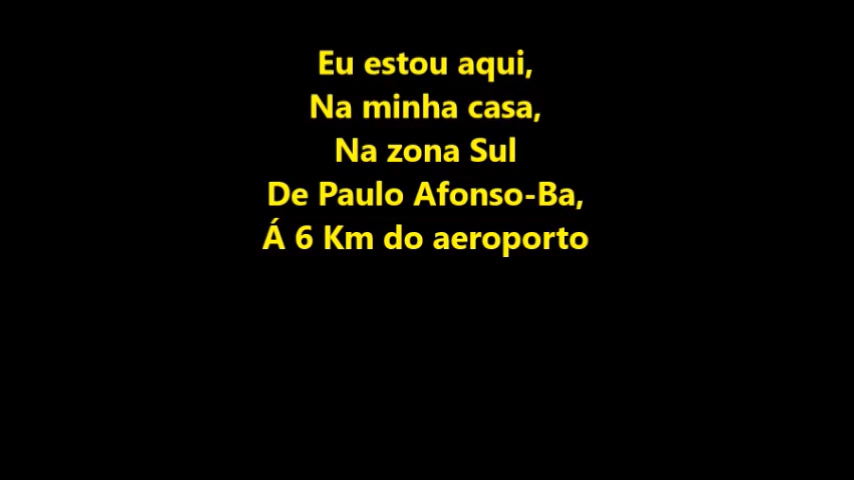 Eu estou aqui,
Na minha casa,
Na zona Sul
De Paulo Afonso-Ba,
Á 6 Km do aeroporto